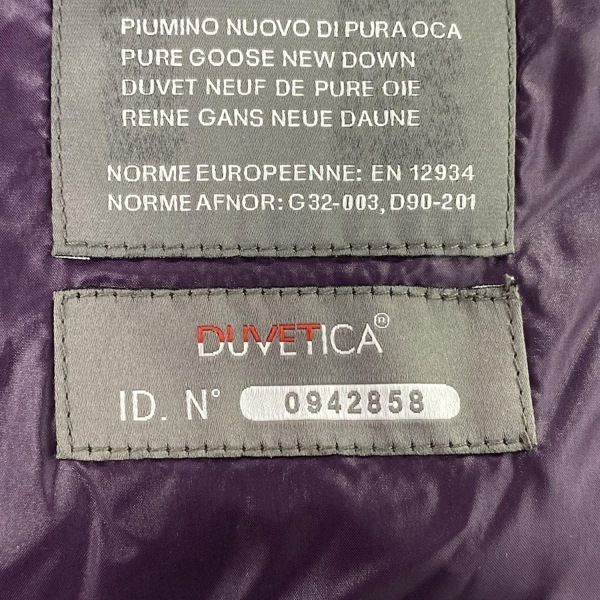 PIUMINO NUOVO DI PURA OCA
PURE GOOSE NEW DOWN
DUVET NEUF DE PURE OIE
REINE GANS NEUE DAUNE
NORME EUROPEENNE: EN 12934
NORME AFNOR: G32-003, D90-201
DUVETICA®
ID. N° 0942858